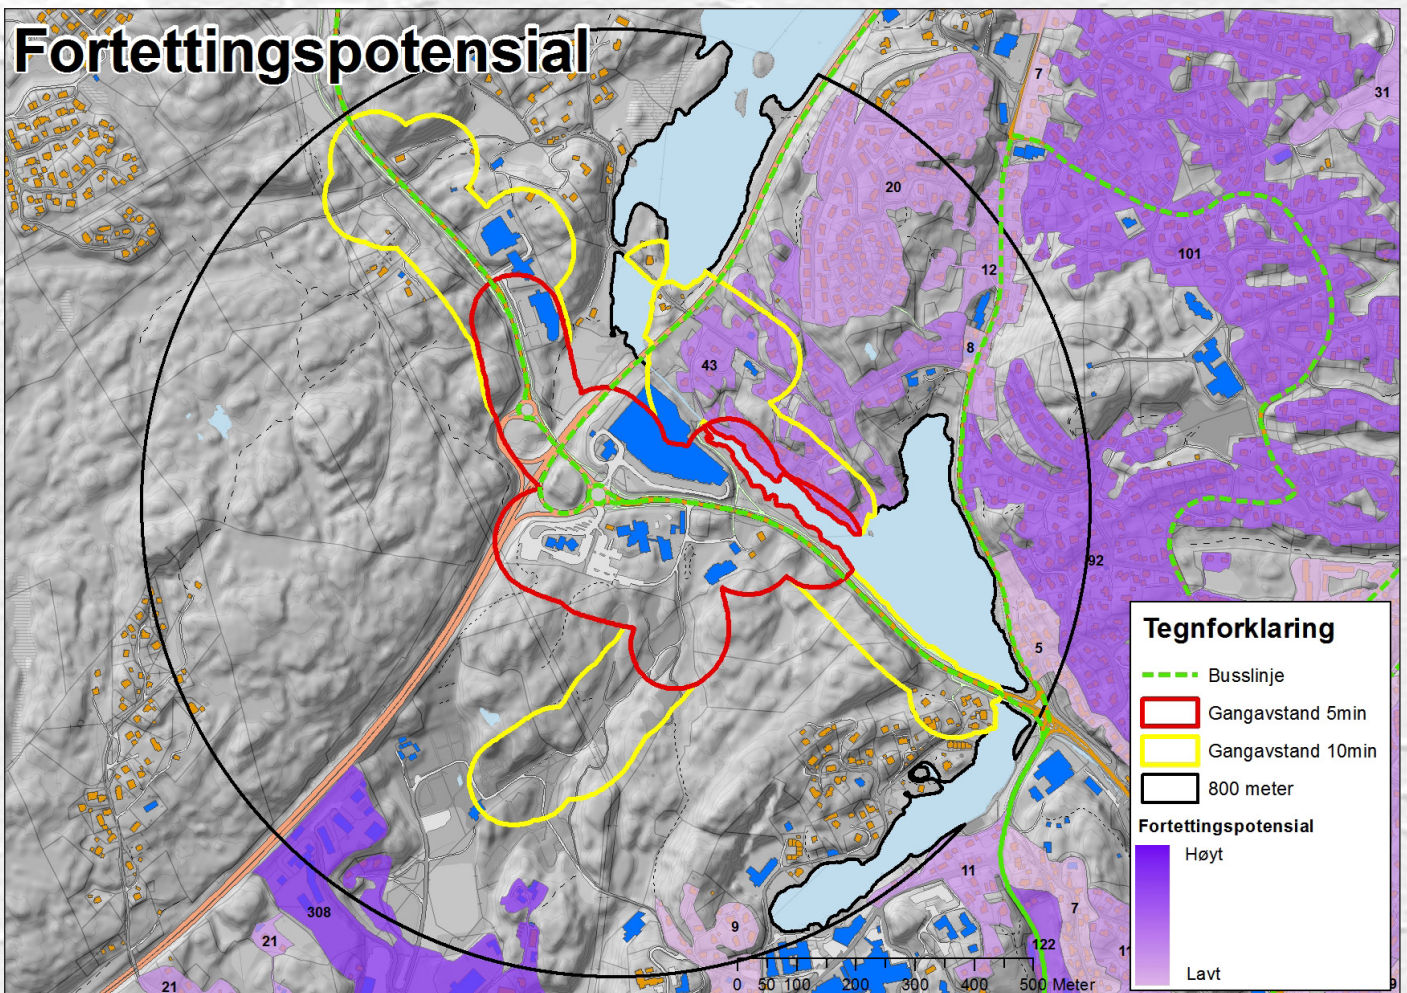 Fortettingspotensial
7
31
20
101
12
8
43
92
5
308
21
21
9
11
7
122
0 50 100 200 300 400 500 Meter
Tegnforklaring
Busslinje
Gangavstand 5min
Gangavstand 10min
800 meter
Fortettingspotensial
Høyt
Lavt